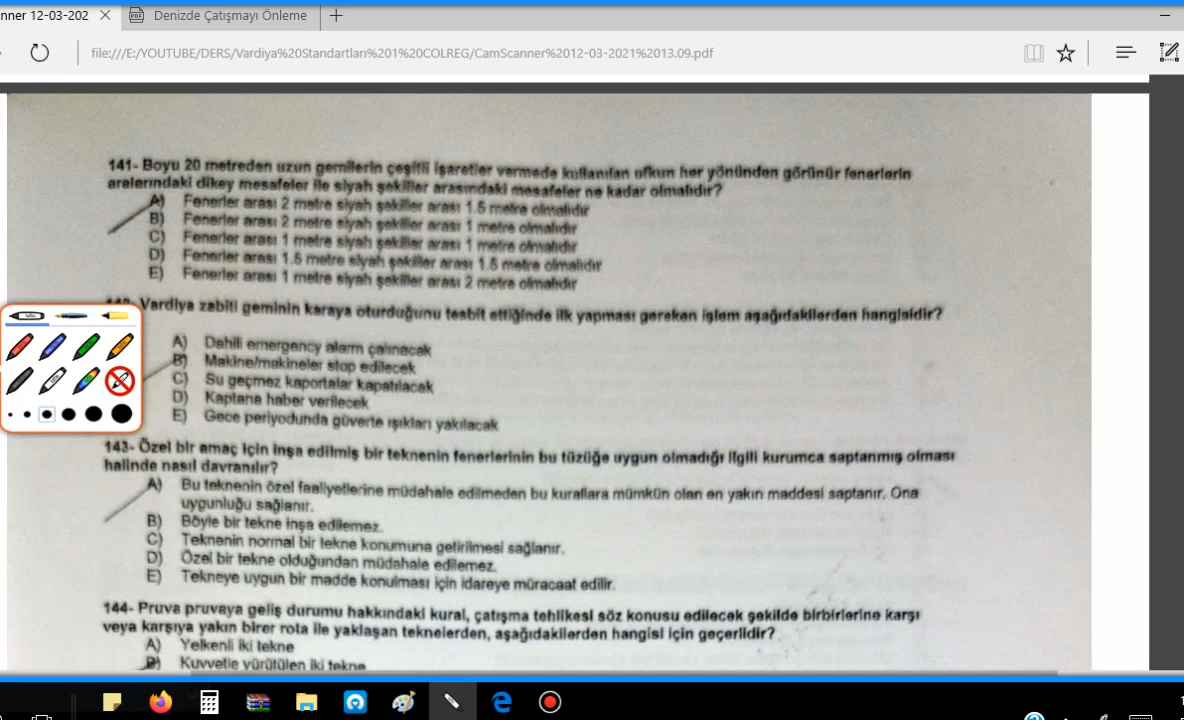 nner 12-03-202
Denizde Çatışmayı Önleme
file:///E:/YOUTUBE/DERS/Vardiya%20Standartları%201%20COLREG/CamScanner%2012-03-2021%2013.09.pdf
141- Boyu 20 metreden uzun gemilerin çeşitli işaretler vermede kullanılan ufkun her yönünden görünür fenerlerin
aralarındaki dikey mesafeler ile siyah şekiller arasındaki mesafeler ne kadar olmalıdır?
A) Fenerler arası 2 metre siyah şekiller arası 1.5 metre olmalıdır
B) Fenerler arası 2 metre siyah şekiller arası 1 metre olmalıdır
C) Fenerler arası 1 metre siyah şekiller arası 1 metre olmalıdır
D) Fenerler arası 1.5 metre siyah şekiller arası 1.5 metre olmalıdır
E) Fenerler arası 1 metre siyah şekiller arası 2 metre olmalıdır
Vardiya zabiti geminin karaya oturduğunu tesbit ettiğinde ilk yapması gereken işlem aşağıdakilerden hangisidir?
A) Dahili emergency alarm çalınacak
B) Makine/makineler stop edilecek
C) Su geçmez kaportalar kapatılacak
D) Kaptana haber verilecek
E) Gece periyodunda güverte ışıkları yakılacak
143- Özel bir amaç için inşa edilmiş bir teknenin fenerlerinin bu tüzüğe uygun olmadığı ilgili kurumca saptanmış olması
halinde nasıl davranılır?
A) Bu teknenin özel faaliyetlerine müdahale edilmeden bu kurallara mümkün olan en yakın maddesi saptanır. Ona
uygunluğu sağlanır.
B) Böyle bir tekne inşa edilemez.
C) Teknenin normal bir tekne konumuna getirilmesi sağlanır.
D) Özel bir tekne olduğundan müdahale edilemez.
E) Tekneye uygun bir madde konulması için idareye müracaat edilir.
144- Pruva pruvaya geliş durumu hakkındaki kural, çatışma tehlikesi söz konusu edilecek şekilde birbirlerine karşı
veya karşıya yakın birer rota ile yaklaşan teknelerden, aşağıdakilerden hangisi için geçerlidir?
A) Yelkenli iki tekne
B) Kuvvetle yürütülen iki tekne